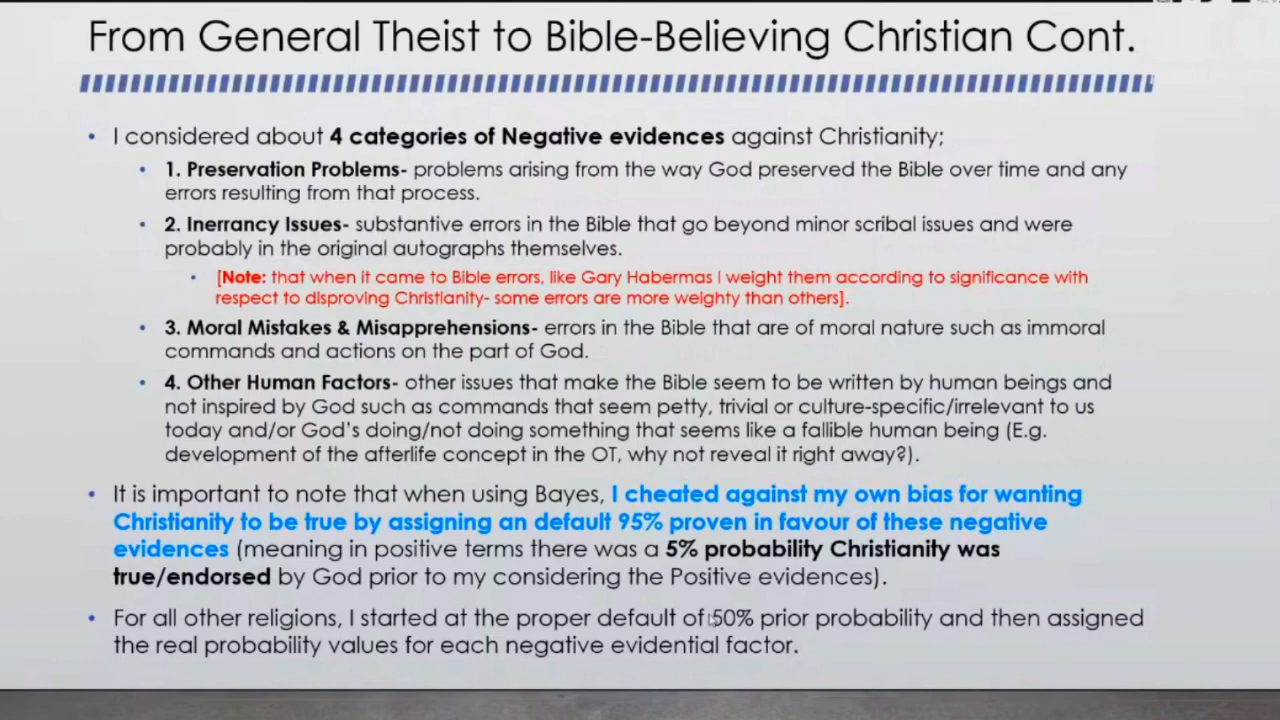 From General Theist to Bible-Believing Christian Cont.
• I considered about 4 categories of Negative evidences against Christianity;
• 1. Preservation Problems- problems arising from the way God preserved the Bible over time and any
errors resulting from that process.
• 2. Inerrancy Issues- substantive errors in the Bible that go beyond minor scribal issues and were
probably in the original autographs themselves.
• [Note: that when it came to Bible errors, like Gary Habermas I weight them according to significance with
respect to disproving Christianity- some errors are more weighty than others].
• 3. Moral Mistakes & Misapprehensions- errors in the Bible that are of moral nature such as immoral
commands and actions on the part of God.
• 4. Other Human Factors- other issues that make the Bible seem to be written by human beings and
not inspired by God such as commands that seem petty, trivial or culture-specific/irrelevant to us
today and/or God's doing/not doing something that seems like a fallible human being (E.g.
development of the afterlife concept in the OT, why not reveal it right away?).
• It is important to note that when using Bayes, I cheated against my own bias for wanting
Christianity to be true by assigning an default 95% proven in favour of these negative
evidences (meaning in positive terms there was a 5% probability Christianity was
true/endorsed by God prior to my considering the Positive evidences).
• For all other religions, I started at the proper default of 50% prior probability and then assigned
the real probability values for each negative evidential factor.